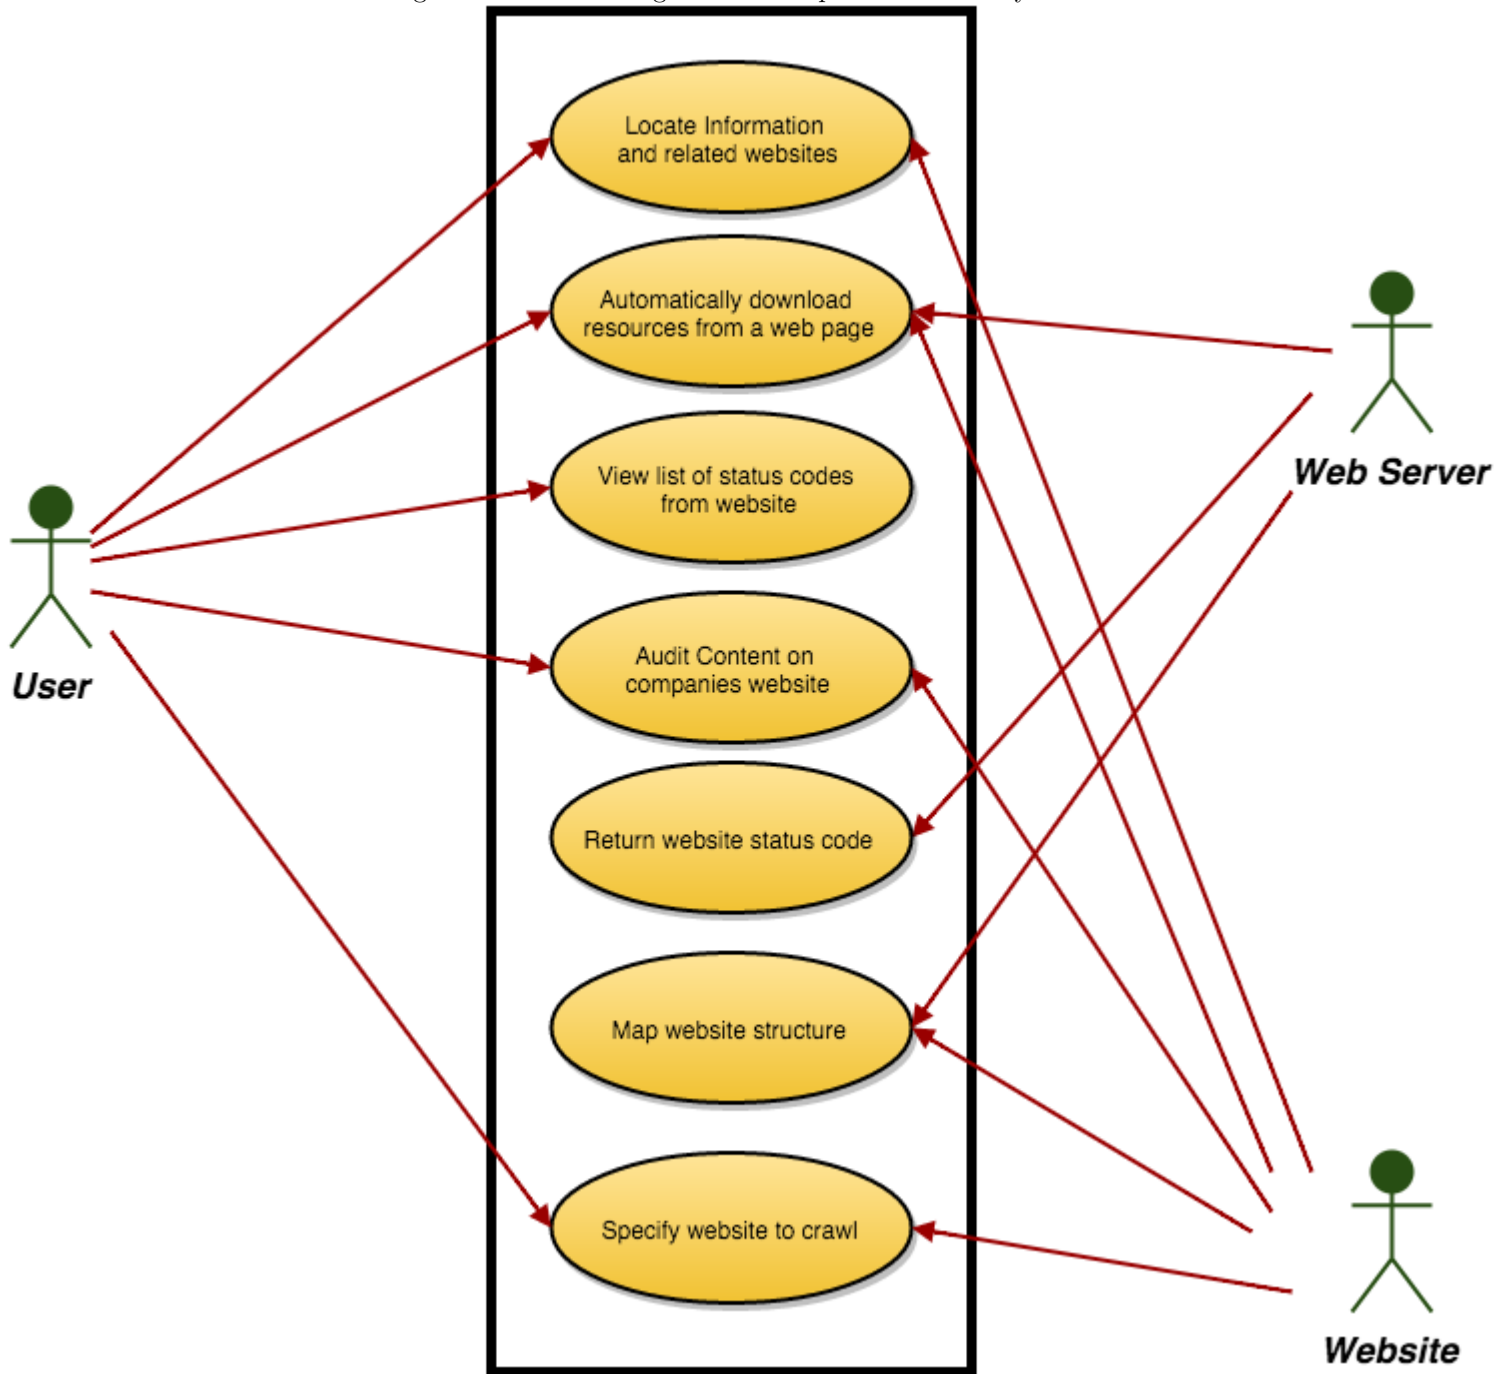 Locate Information
and related websites
Automatically download
resources from a web page
View list of status codes
from website
Web Server
User
Audit Content on
companies website
Return website status code
Map website structure
Specify website to crawl
Website